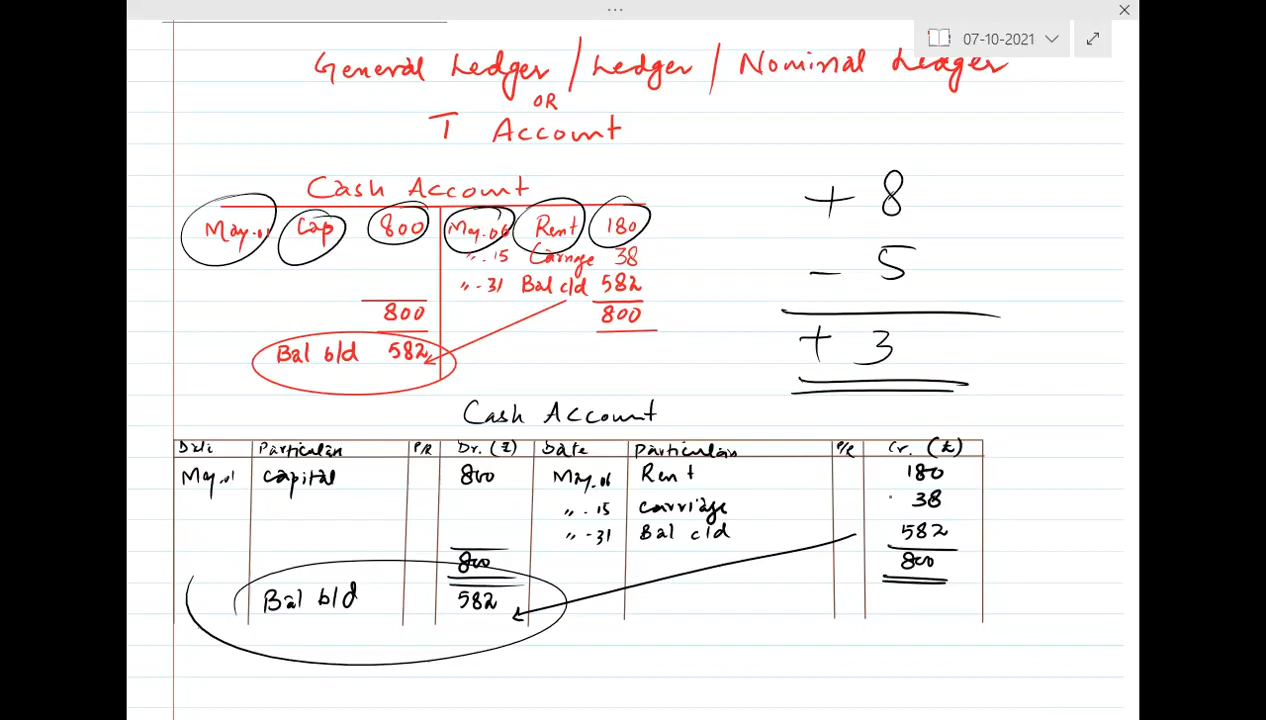 07-10-2021
General Ledger / Ledger / Nominal Ledger
OR
T Account
Cash Account
May.01 Cap 800 May.06 Rent 180
〃.15 Carriage 38
〃-31 Bal c/d 582
800 800
Bal b/d 582
+ 8
- 5
+ 3
Cash Account
Date Particulars P/R Dr. (£) Date Particulars P/R Cr. (£)
May.01 Capital 800 May.06 Rent 180
〃.15 carriage 38
〃-31 Bal c/d 582
800 800
Bal b/d 582